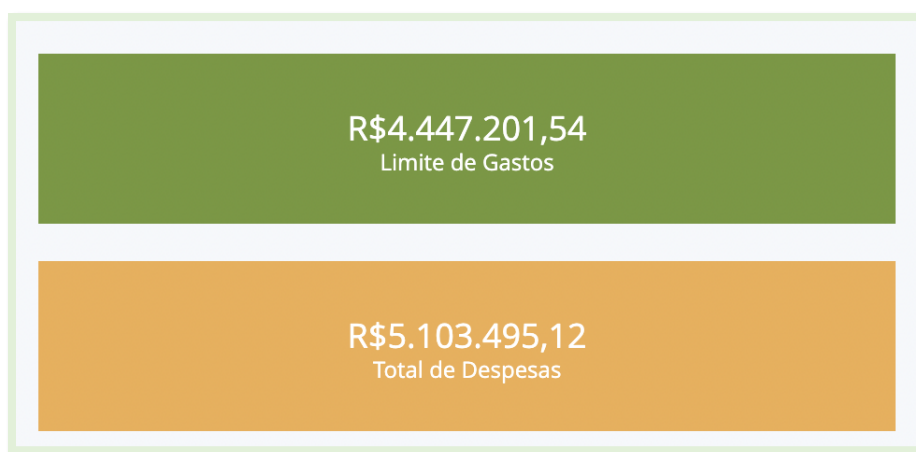 R$4.447.201,54
Limite de Gastos
R$5.103.495,12
Total de Despesas